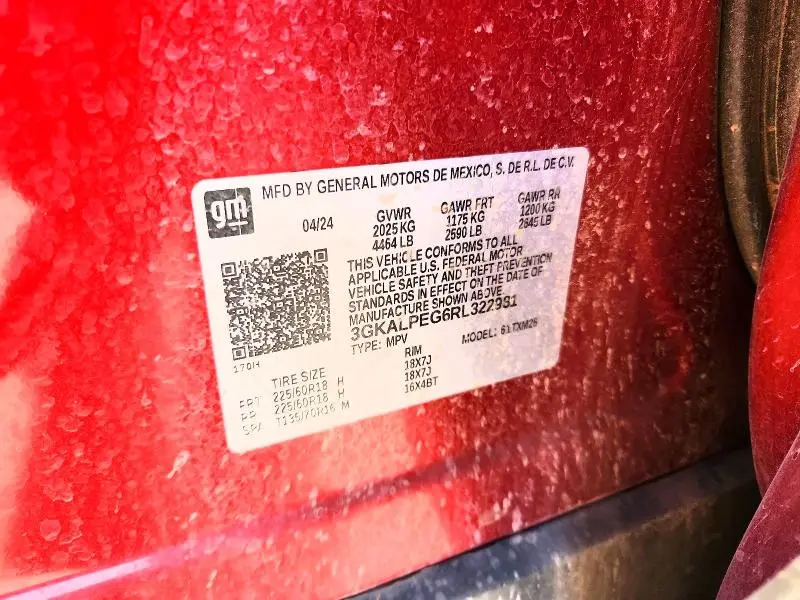 gm MFD BY GENERAL MOTORS DE MEXICO, S. DE R.L. DE C.V.
04/24 GVWR GAWR FRT GAWR RR
2025 KG 1175 KG 1200 KG
4464 LB 2590 LB 2645 LB
THIS VEHICLE CONFORMS TO ALL
APPLICABLE U.S. FEDERAL MOTOR
VEHICLE SAFETY AND THEFT PREVENTION
STANDARDS IN EFFECT ON THE DATE OF
MANUFACTURE SHOWN ABOVE
TYPE: MPV MODEL:
TIRE SIZE RIM
FRT 225/60R18 H 18X7J
RR 225/60R18 H 18X7J
SPA T135/70R16 M 16X4BT